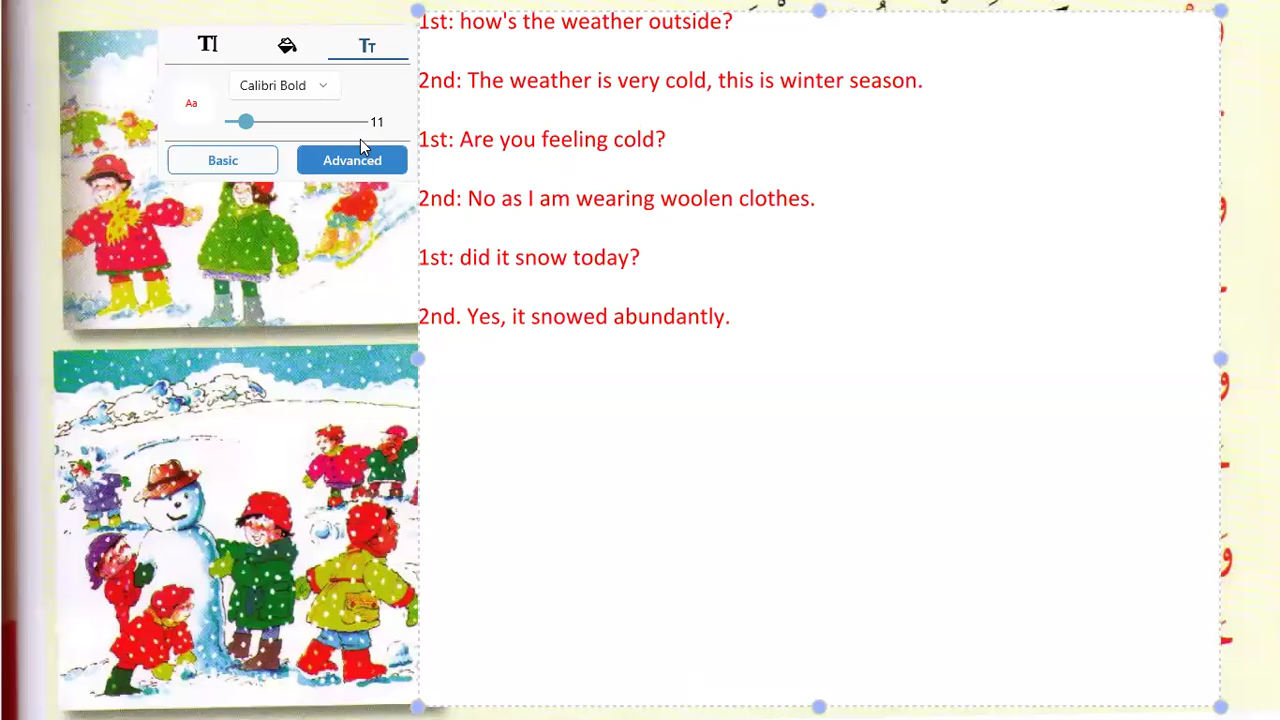 1st: how's the weather outside?
Calibri Bold
2nd: The weather is very cold, this is winter season.
Aa
11
1st: Are you feeling cold?
Basic
Advanced
2nd: No as I am wearing woolen clothes.
1st: did it snow today?
2nd. Yes, it snowed abundantly.